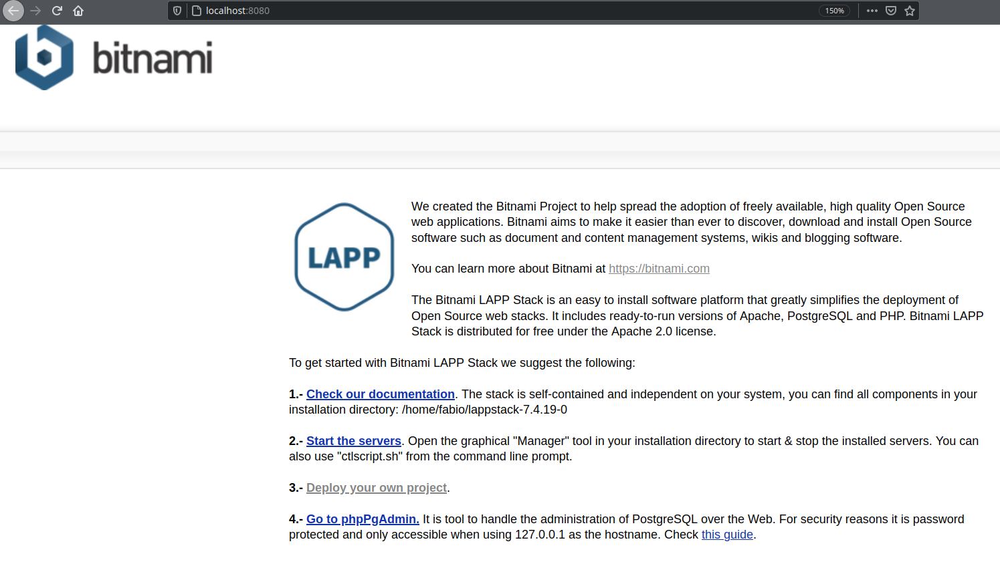 localhost:8080
150%
bitnami
We created the Bitnami Project to help spread the adoption of freely available, high quality Open Source
web applications. Bitnami aims to make it easier than ever to discover, download and install Open Source
software such as document and content management systems, wikis and blogging software.
LAPP
You can learn more about Bitnami at https://bitnami.com
The Bitnami LAPP Stack is an easy to install software platform that greatly simplifies the deployment of
Open Source web stacks. It includes ready-to-run versions of Apache, PostgreSQL and PHP. Bitnami LAPP
Stack is distributed for free under the Apache 2.0 license.
To get started with Bitnami LAPP Stack we suggest the following:
1.- Check our documentation. The stack is self-contained and independent on your system, you can find all components in your
installation directory: /home/fabio/lappstack-7.4.19-0
2.- Start the servers. Open the graphical "Manager" tool in your installation directory to start & stop the installed servers. You can
also use "ctlscript.sh" from the command line prompt.
3.- Deploy your own project.
4.- Go to phpPgAdmin. It is tool to handle the administration of PostgreSQL over the Web. For security reasons it is password
protected and only accessible when using 127.0.0.1 as the hostname. Check this guide.